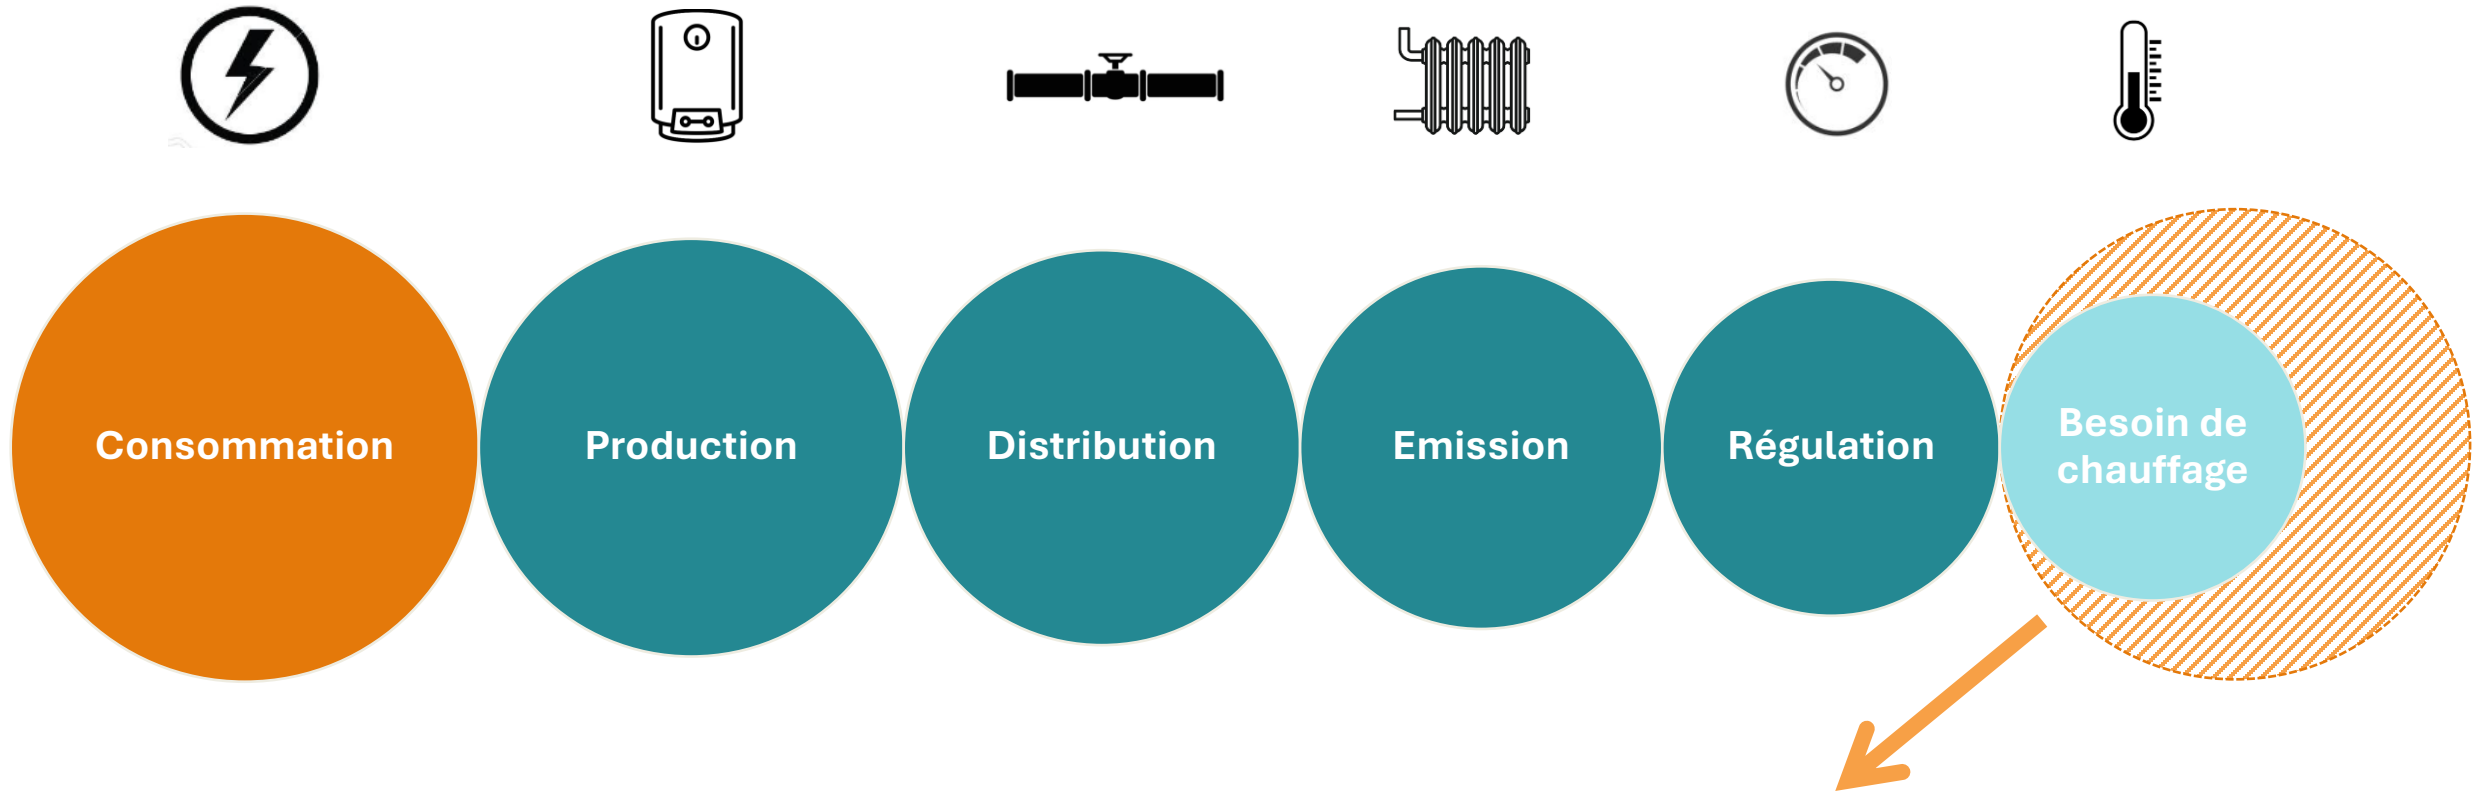 Consommation
Production
Distribution
Emission
Régulation
Besoin de
chauffage